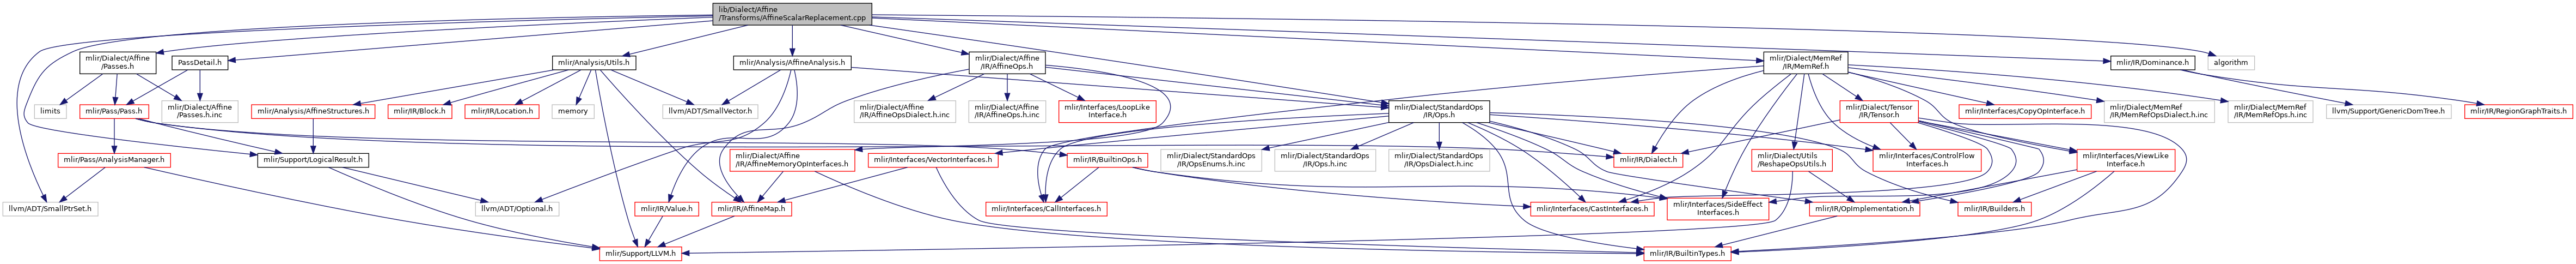 lib/Dialect/Affine
/Transforms/AffineScalarReplacement.cpp
mlir/Dialect/Affine
/Passes.h
PassDetail.h
mlir/Analysis/Utils.h
mlir/Analysis/AffineAnalysis.h
mlir/Dialect/Affine
/IR/AffineOps.h
mlir/Dialect/MemRef
/IR/MemRef.h
mlir/IR/Dominance.h
algorithm
limits
mlir/Pass/Pass.h
mlir/Dialect/Affine
/Passes.h.inc
mlir/Analysis/AffineStructures.h
mlir/IR/Block.h
mlir/IR/Location.h
memory
llvm/ADT/SmallVector.h
mlir/Dialect/Affine
/IR/AffineOpsDialect.h.inc
mlir/Dialect/Affine
/IR/AffineOps.h.inc
mlir/Interfaces/LoopLike
Interface.h
mlir/Dialect/StandardOps
/IR/Ops.h
mlir/Dialect/Tensor
/IR/Tensor.h
mlir/Interfaces/CopyOpInterface.h
mlir/Dialect/MemRef
/IR/MemRefOpsDialect.h.inc
mlir/Dialect/MemRef
/IR/MemRefOps.h.inc
llvm/Support/GenericDomTree.h
mlir/IR/RegionGraphTraits.h
mlir/Pass/AnalysisManager.h
mlir/Support/LogicalResult.h
mlir/Dialect/Affine
/IR/AffineMemoryOpInterfaces.h
mlir/Interfaces/VectorInterfaces.h
mlir/IR/BuiltinOps.h
mlir/Dialect/StandardOps
/IR/OpsEnums.h.inc
mlir/Dialect/StandardOps
/IR/Ops.h.inc
mlir/Dialect/StandardOps
/IR/OpsDialect.h.inc
mlir/IR/Dialect.h
mlir/Dialect/Utils
/ReshapeOpsUtils.h
mlir/Interfaces/ControlFlow
Interfaces.h
mlir/Interfaces/ViewLike
Interface.h
llvm/ADT/SmallPtrSet.h
llvm/ADT/Optional.h
mlir/IR/Value.h
mlir/IR/AffineMap.h
mlir/Interfaces/CallInterfaces.h
mlir/Interfaces/CastInterfaces.h
mlir/Interfaces/SideEffect
Interfaces.h
mlir/IR/OpImplementation.h
mlir/IR/Builders.h
mlir/Support/LLVM.h
mlir/IR/BuiltinTypes.h